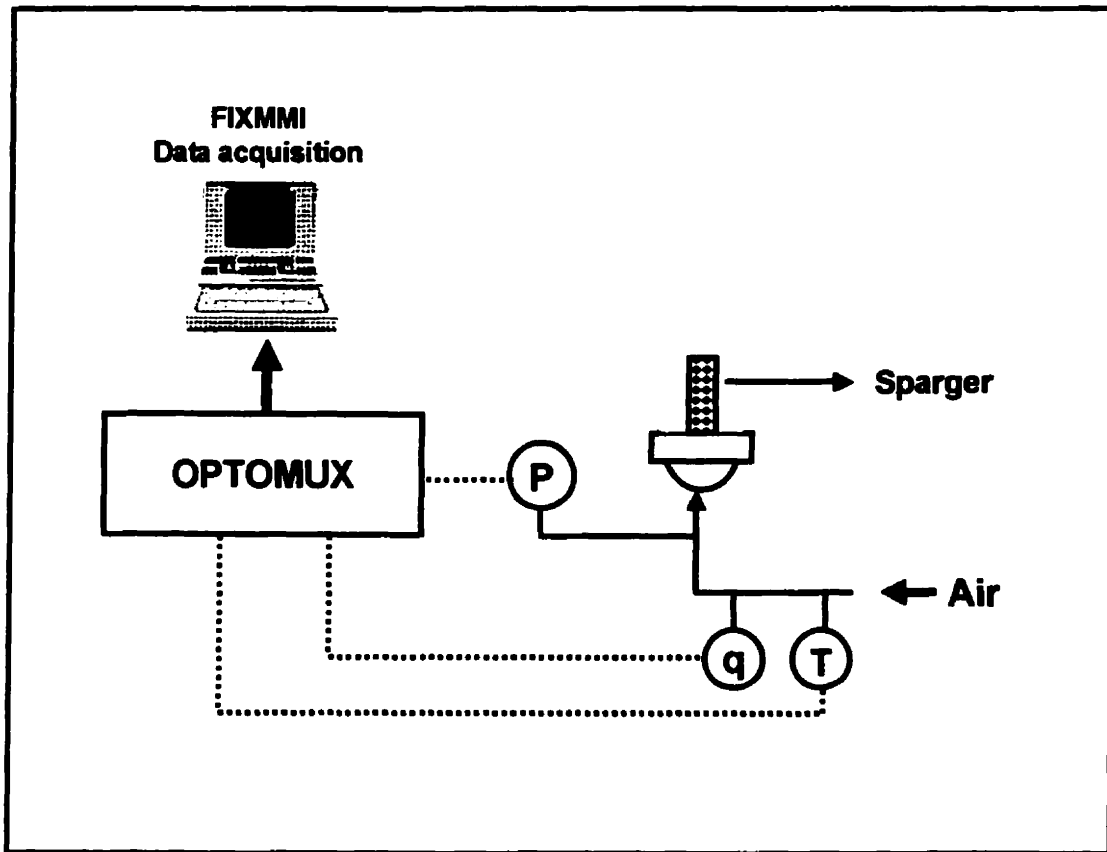 FIXMMI
Data acquisition
Sparger
OPTOMUX
P
Air
q
T